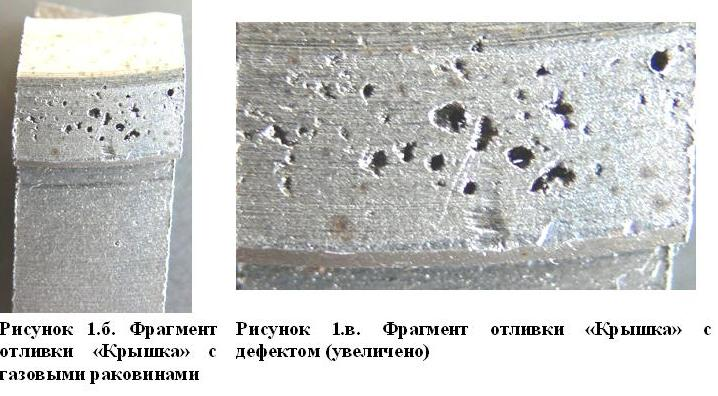 Рисунок 1.б. Фрагмент
отливки «Крышка» с
газовыми раковинами
Рисунок 1.в. Фрагмент отливки «Крышка» с
дефектом (увеличено)